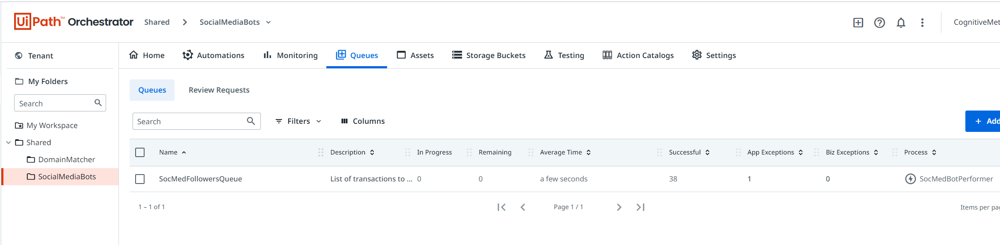 UiPath™ Orchestrator Shared SocialMediaBots CognitiveMet
Tenant
My Folders
Search
My Workspace
Shared
DomainMatcher
SocialMediaBots
Home Automations Monitoring Queues Assets Storage Buckets Testing Action Catalogs Settings
Queues Review Requests
Search Filters Columns + Add
Name Description In Progress Remaining Average Time Successful App Exceptions Biz Exceptions Process
SocMedFollowersQueue List of transactions to ... 0 0 a few seconds 38 1 0 SocMedBotPerformer
1 – 1 of 1 Page 1 / 1 Items per pag